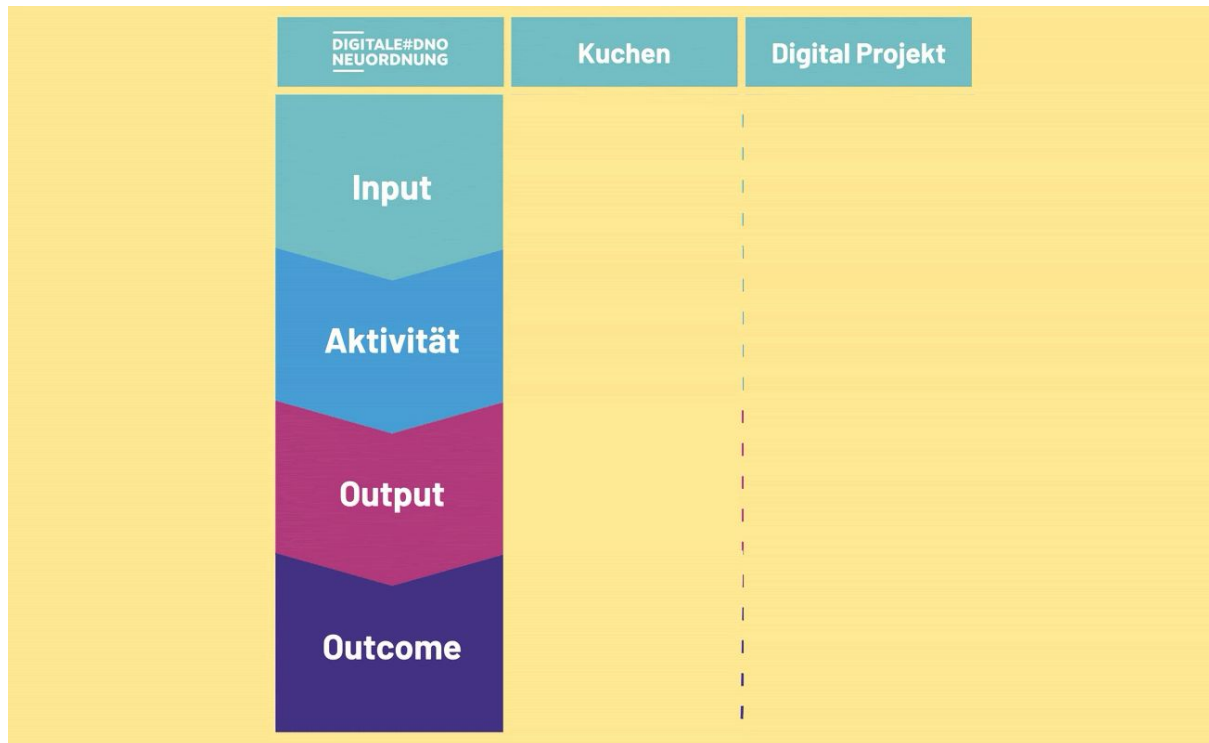 DIGITALE#DNO
NEUORDNUNG
Kuchen
Digital Projekt
Input
Aktivität
Output
Outcome